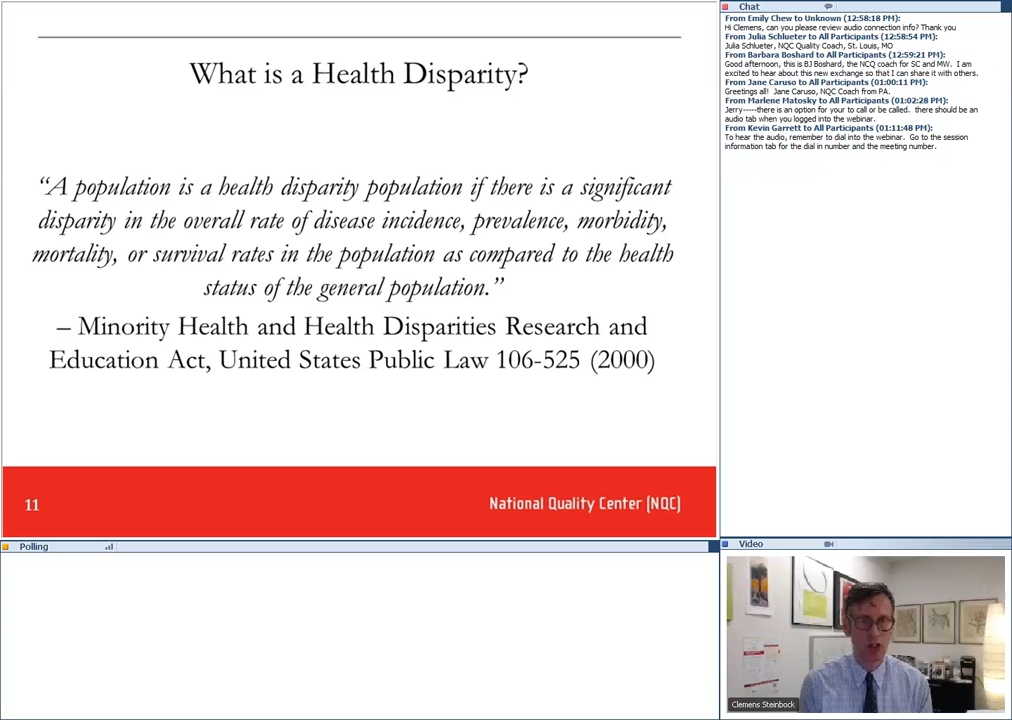 What is a Health Disparity?
“A population is a health disparity population if there is a significant
disparity in the overall rate of disease incidence, prevalence, morbidity,
mortality, or survival rates in the population as compared to the health
status of the general population.”
– Minority Health and Health Disparities Research and
Education Act, United States Public Law 106-525 (2000)
11
National Quality Center (NQC)
Polling
Chat
From Emily Chew to Unknown (12:58:18 PM):
Hi Clemens, can you please review audio connection info? Thank you
From Julia Schlueter to All Participants (12:58:54 PM):
Julia Schlueter, NQC Quality Coach, St. Louis, MO
From Barbara Boshard to All Participants (12:59:21 PM):
Good afternoon, this is BJ Boshard, the NCQ coach for SC and MW.  I am
excited to hear about this new exchange so that I can share it with others.
From Jane Caruso to All Participants (01:00:11 PM):
Greetings all!  Jane Caruso, NQC Coach from PA.
From Marlene Matosky to All Participants (01:02:28 PM):
Jerry-----there is an option for your to call or be called.  there should be an
audio tab when you logged into the webinar.
From Kevin Garrett to All Participants (01:11:48 PM):
To hear the audio, remember to dial into the webinar.  Go to the session
information tab for the dial in number and the meeting number.
Video
Clemens Steinbock